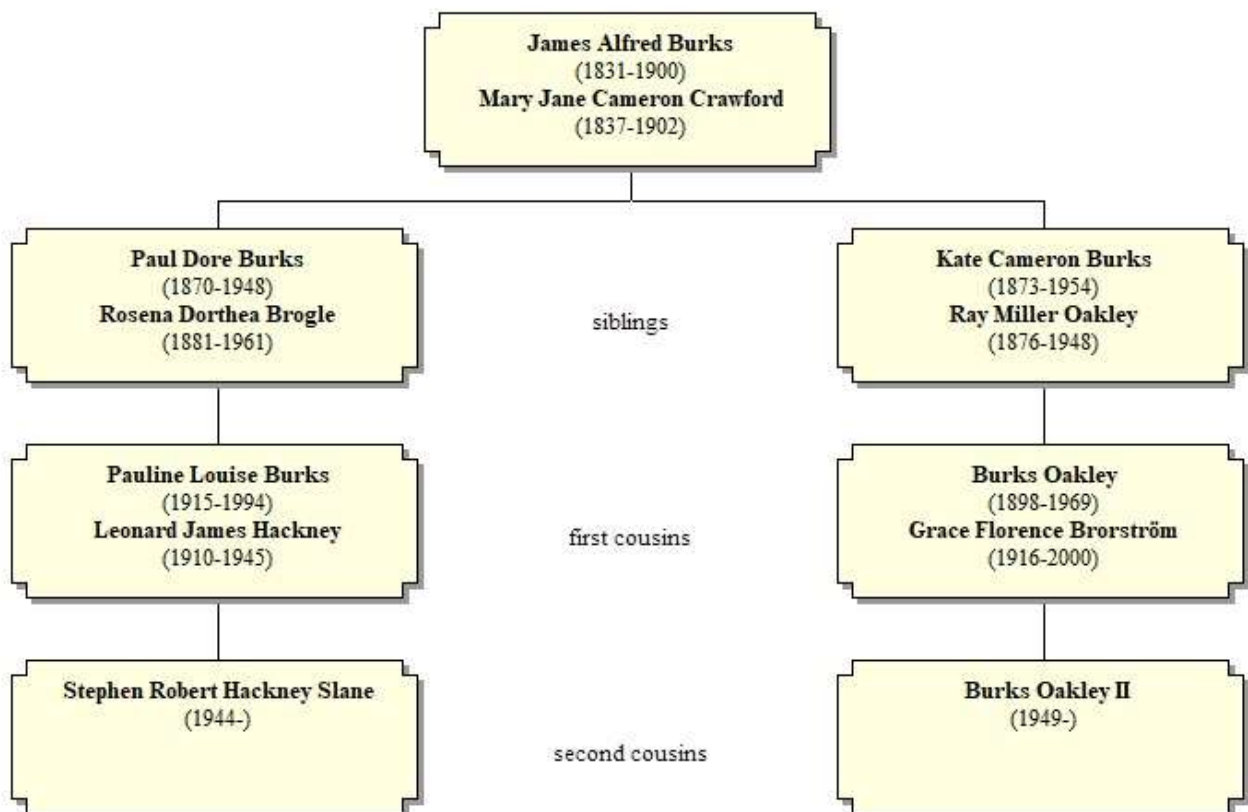 James Alfred Burks
(1831-1900)
Mary Jane Cameron Crawford
(1837-1902)
Paul Dore Burks
(1870-1948)
Rosena Dorthea Brogle
(1881-1961)
siblings
Kate Cameron Burks
(1873-1954)
Ray Miller Oakley
(1876-1948)
Pauline Louise Burks
(1915-1994)
Leonard James Hackney
(1910-1945)
first cousins
Burks Oakley
(1898-1969)
Grace Florence Brorström
(1916-2000)
Stephen Robert Hackney Slane
(1944-)
second cousins
Burks Oakley II
(1949-)